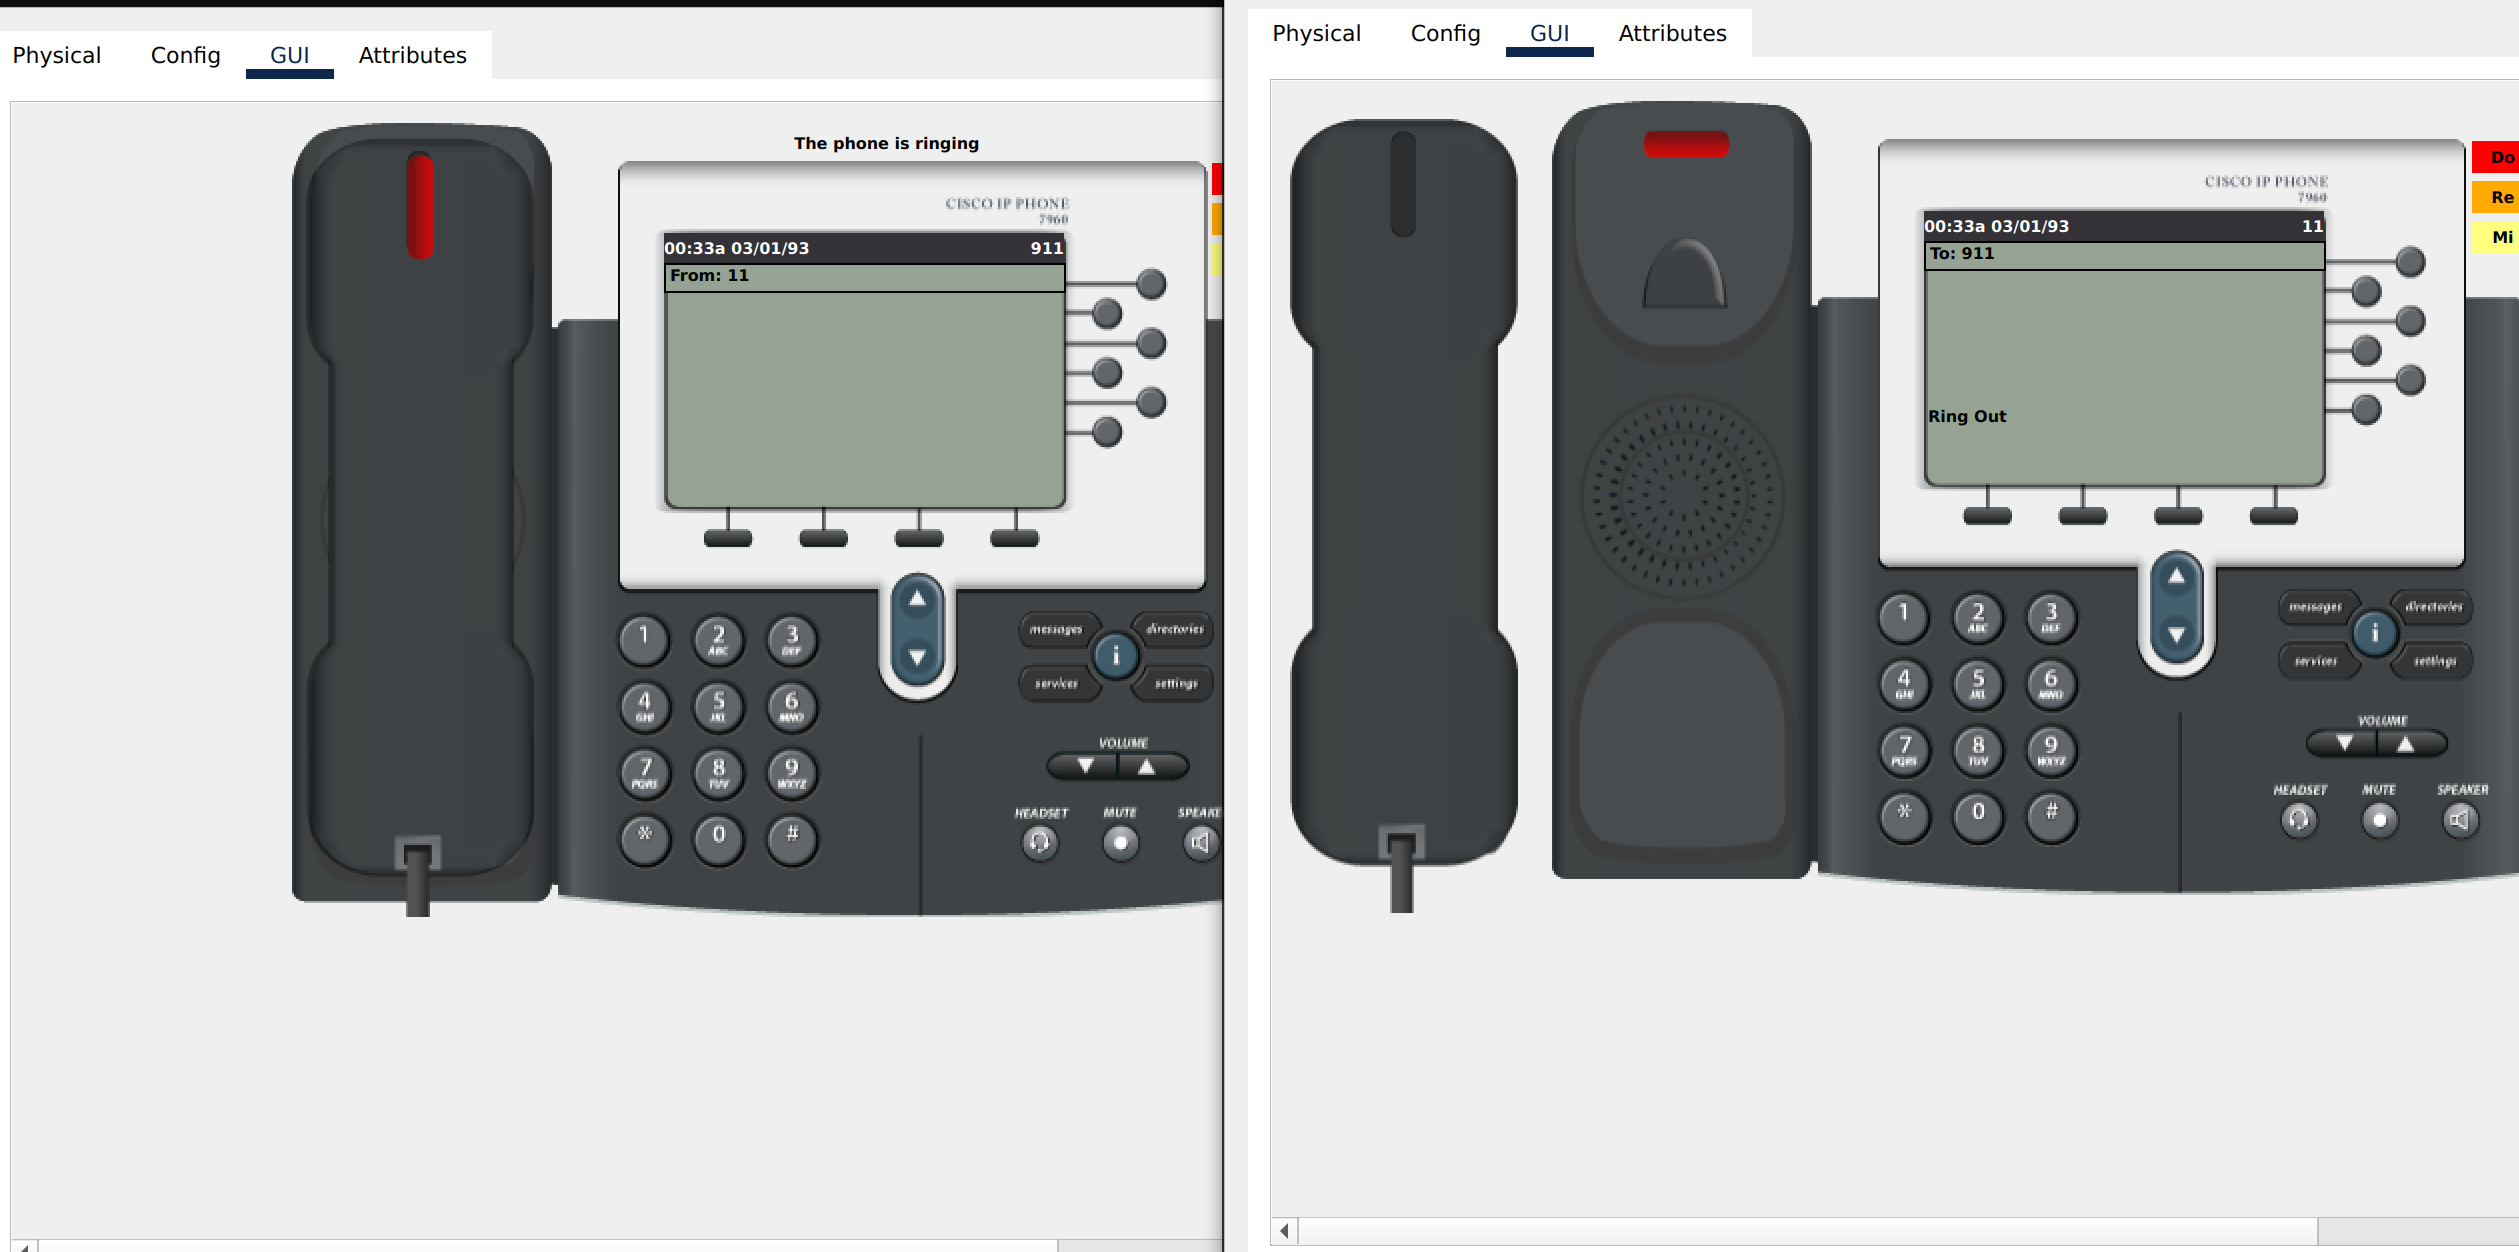 Physical Config GUI Attributes
The phone is ringing
CISCO IP PHONE
7960
00:33a 03/01/93 911
From: 11
1 2 3
ABC DEF
4 5 6
GHI JKL MNO
7 8 9
PQRS TUV WXYZ
* 0 #
messages directories
i
services settings
VOLUME
HEADSET MUTE SPEAKE
Physical Config GUI Attributes
CISCO IP PHONE
7960
00:33a 03/01/93 11
To: 911
Ring Out
Do
Re
Mi
1 2 3
ABC DEF
4 5 6
GHI JKL MNO
7 8 9
PQRS TUV WXYZ
* 0 #
messages directories
i
services settings
VOLUME
HEADSET MUTE SPEAKER